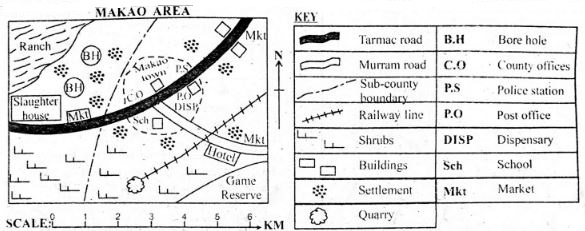 MAKAO AREA
Ranch
BH
BH
Slaughter
house
Mkt
Makao
town
C.O
P.S
P.O
DISP
Sch
Mkt
Mkt
Hotel
Game
Reserve
N
SCALE: 0 1 2 3 4 5 6 KM
KEY
Tarmac road B.H Bore hole
Murram road C.O County offices
Sub-county
boundary P.S Police station
Railway line P.O Post office
Shrubs DISP Dispensary
Buildings Sch School
Settlement Mkt Market
Quarry